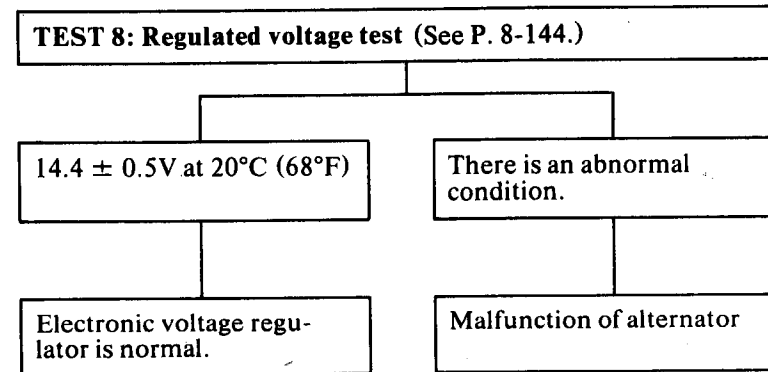 TEST 8: Regulated voltage test (See P. 8-144.)
14.4 ± 0.5V at 20°C (68°F)
There is an abnormal
condition.
Electronic voltage regu-
lator is normal.
Malfunction of alternator